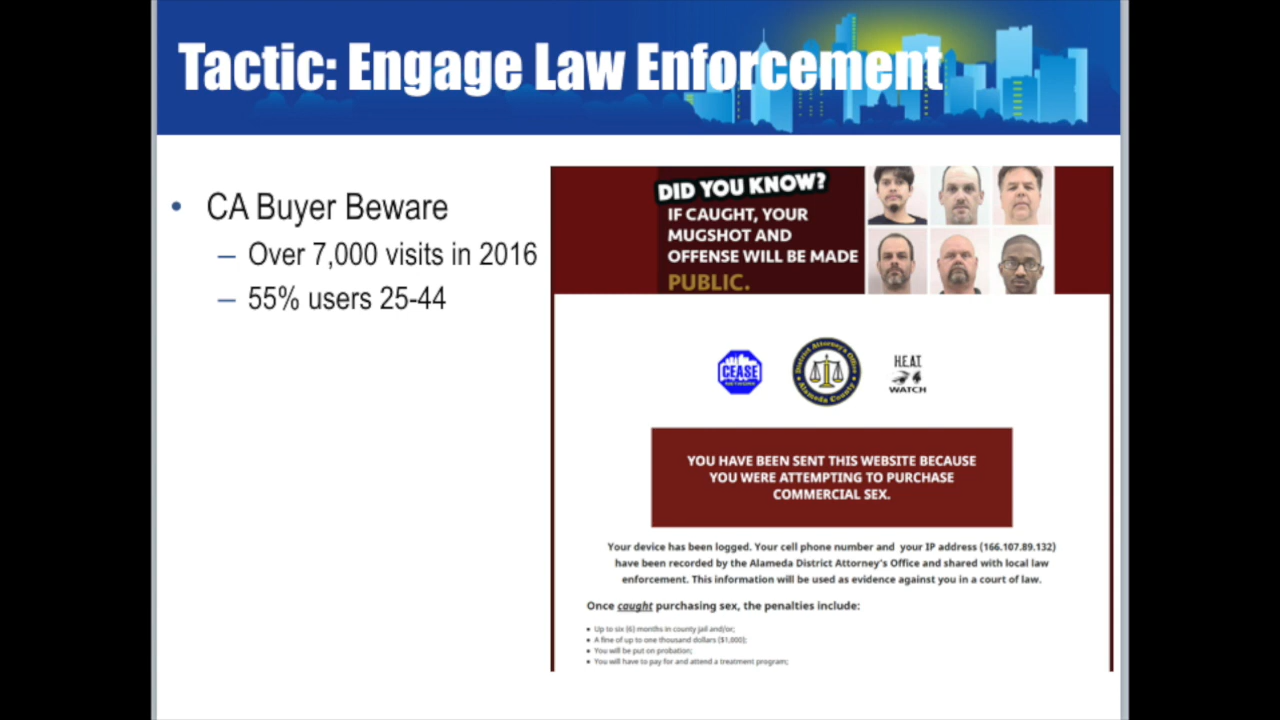 Tactic: Engage Law Enforcement
• CA Buyer Beware
– Over 7,000 visits in 2016
– 55% users 25-44
DID YOU KNOW?
IF CAUGHT, YOUR
MUGSHOT AND
OFFENSE WILL BE MADE
PUBLIC.
CEASE
NETWORK
District Attorney's Office
Alameda County
H.E.A.T.
WATCH
YOU HAVE BEEN SENT THIS WEBSITE BECAUSE
YOU WERE ATTEMPTING TO PURCHASE
COMMERCIAL SEX.
Your device has been logged. Your cell phone number and your IP address (166.107.89.132)
have been recorded by the Alameda District Attorney's Office and shared with local law
enforcement. This information will be used as evidence against you in a court of law.
Once caught purchasing sex, the penalties include:
• Up to six (6) months in county jail and/or;
• A fine of up to one thousand dollars ($1,000);
• You will be put on probation;
• You will have to pay for and attend a treatment program;